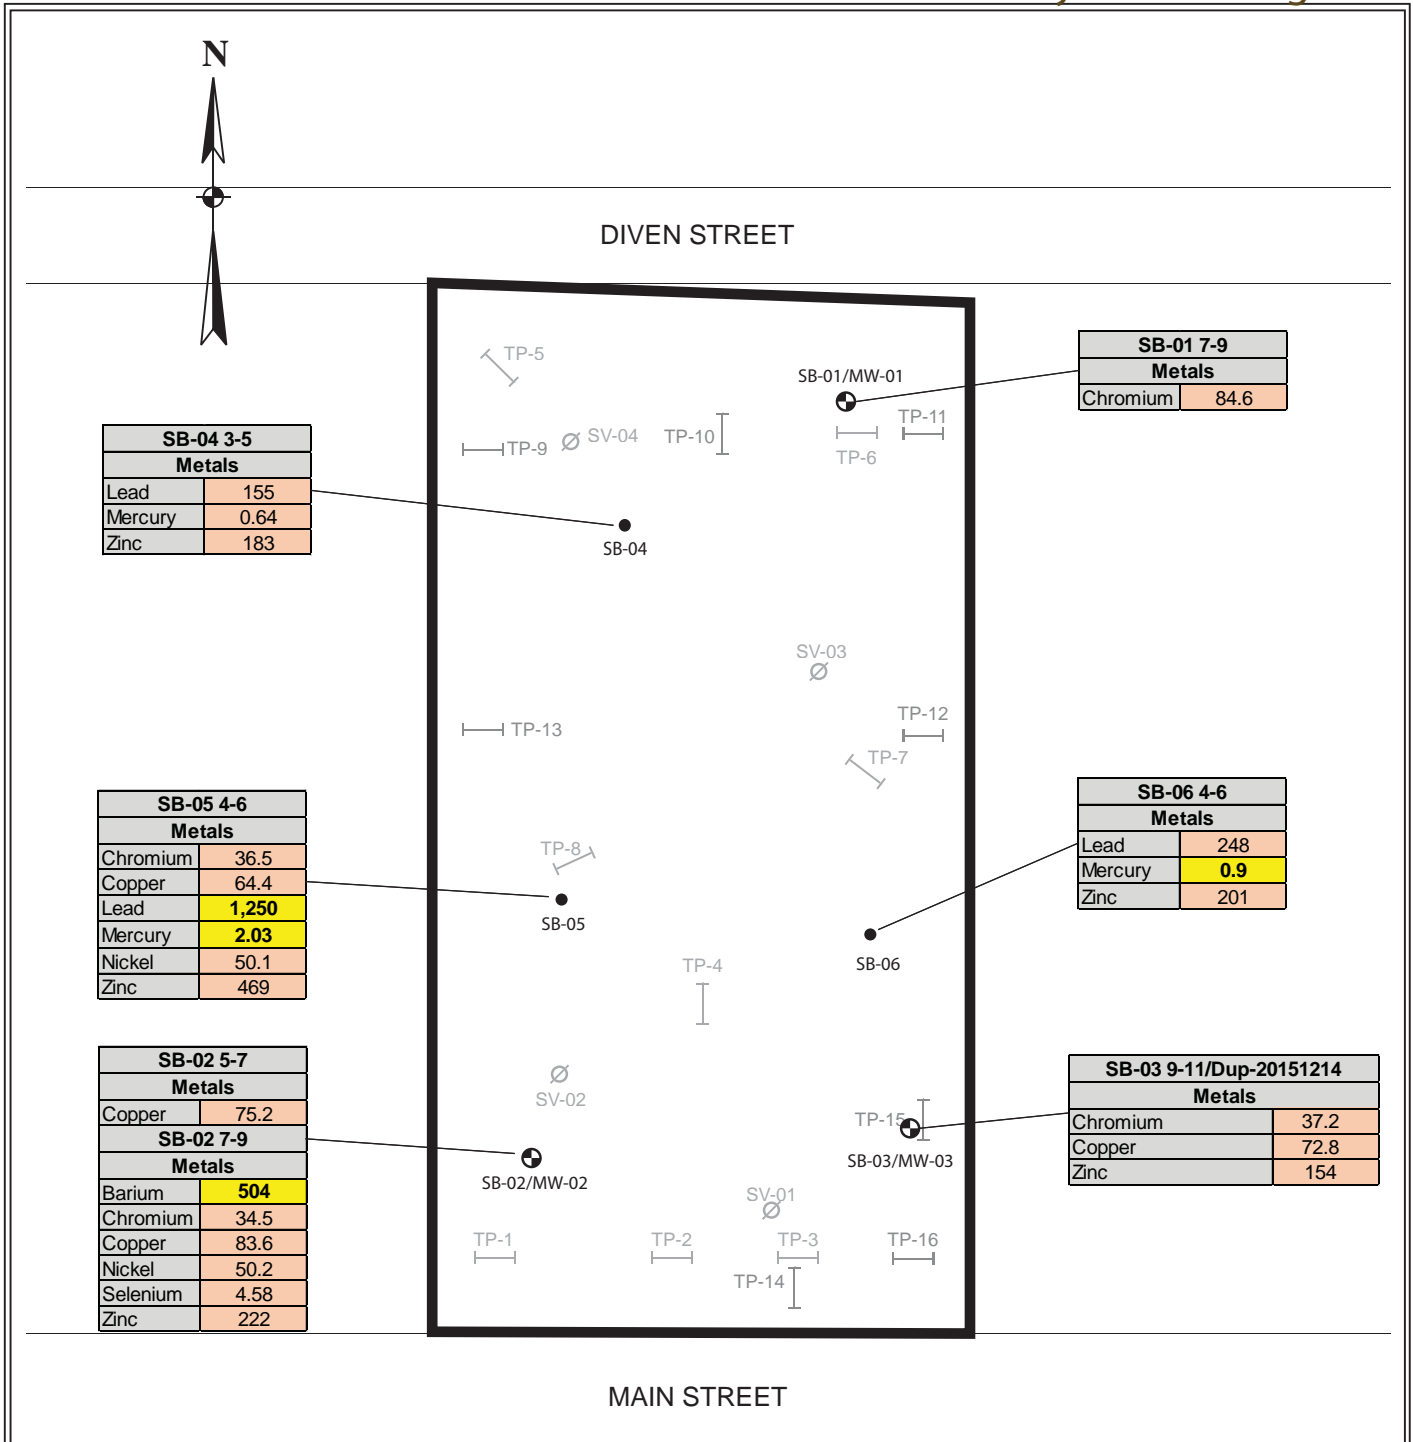 N
DIVEN STREET
SB-01 7-9
Metals
Chromium 84.6
SB-01/MW-01
TP-5
TP-11
TP-10
TP-6
SV-04
TP-9
SB-04 3-5
Metals
Lead 155
Mercury 0.64
Zinc 183
SB-04
SV-03
TP-12
TP-13
TP-7
SB-05 4-6
Metals
Chromium 36.5
Copper 64.4
Lead 1,250
Mercury 2.03
Nickel 50.1
Zinc 469
SB-06 4-6
Metals
Lead 248
Mercury 0.9
Zinc 201
TP-8
SB-05
SB-06
TP-4
SB-02 5-7
Metals
Copper 75.2
SB-02 7-9
Metals
Barium 504
Chromium 34.5
Copper 83.6
Nickel 50.2
Selenium 4.58
Zinc 222
SB-03 9-11/Dup-20151214
Metals
Chromium 37.2
Copper 72.8
Zinc 154
SV-02
TP-15
SB-03/MW-03
SB-02/MW-02
SV-01
TP-1
TP-2
TP-3
TP-16
TP-14
MAIN STREET